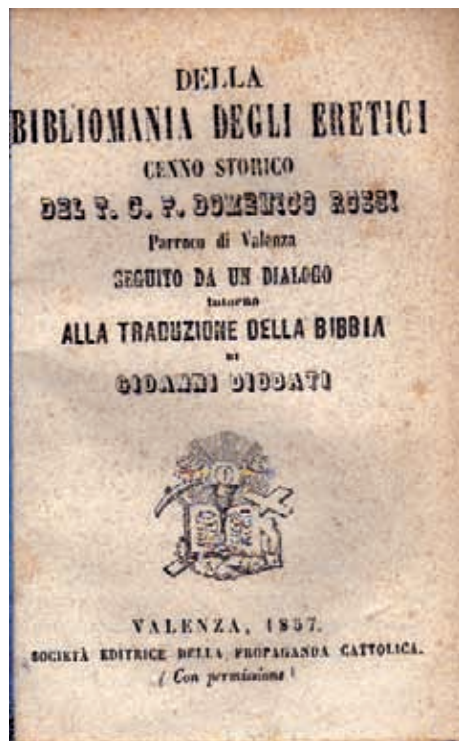 DELLA
BIBLIOMANIA DEGLI ERETICI
CENNO STORICO
DEL T. C. F. DOMENICO ROSSI
Parroco di Valenza
SEGUITO DA UN DIALOGO
intorno
ALLA TRADUZIONE DELLA BIBBIA
DI
GIOANNI DIODATI
VALENZA, 1857.
SOCIETÀ EDITRICE DELLA PROPAGANDA CATTOLICA.
(Con permissione)